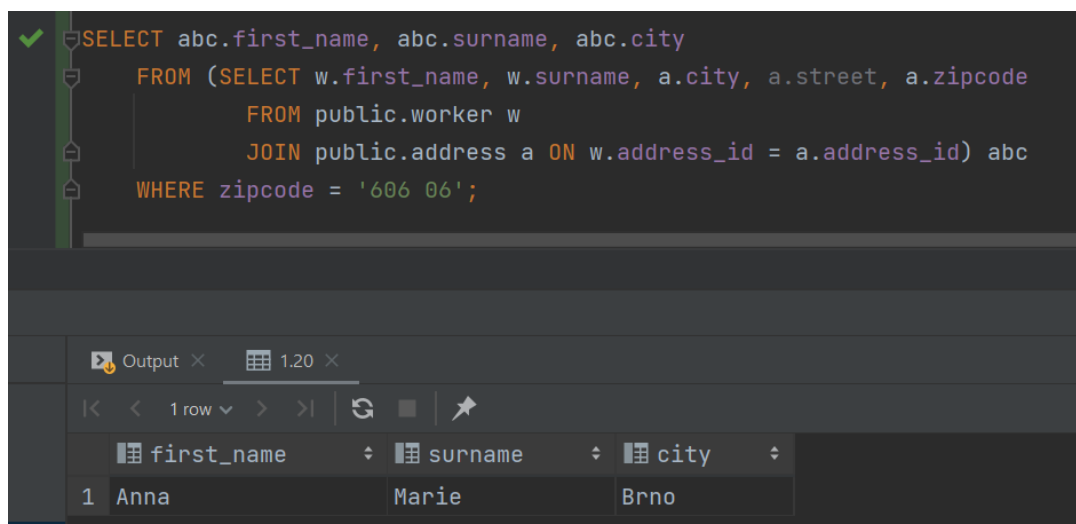 SELECT abc.first_name, abc.surname, abc.city
FROM (SELECT w.first_name, w.surname, a.city, a.street, a.zipcode
FROM public.worker w
JOIN public.address a ON w.address_id = a.address_id) abc
WHERE zipcode = '606 06';
Output 1.20
1 row
first_name surname city
1 Anna Marie Brno